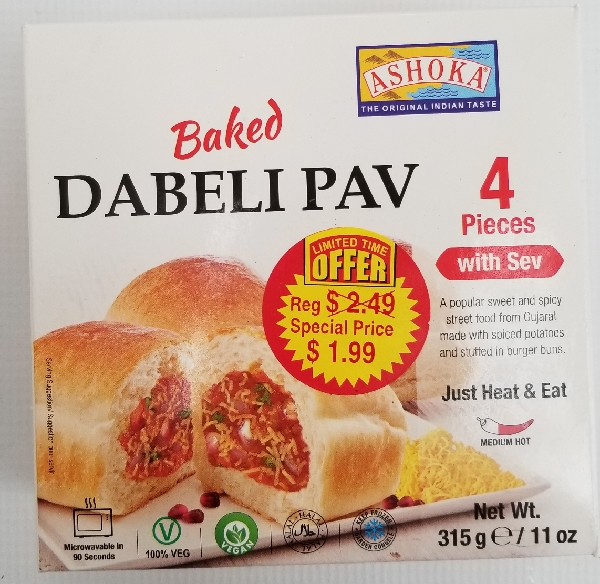 ASHOKA®
THE ORIGINAL INDIAN TASTE
Baked
DABELI PAV
4
Pieces
with Sev
LIMITED TIME
OFFER
Reg $ 2.49
Special Price
$ 1.99
A popular sweet and spicy
street food from Gujarat
made with spiced potatoes
and stuffed in burger buns.
Just Heat & Eat
MEDIUM HOT
Serving Suggestion/
Microwavable in
90 Seconds
V
100% VEG
VEGAN
HALAL
KEEP FROZEN
Net Wt.
315 g ℮ / 11 oz